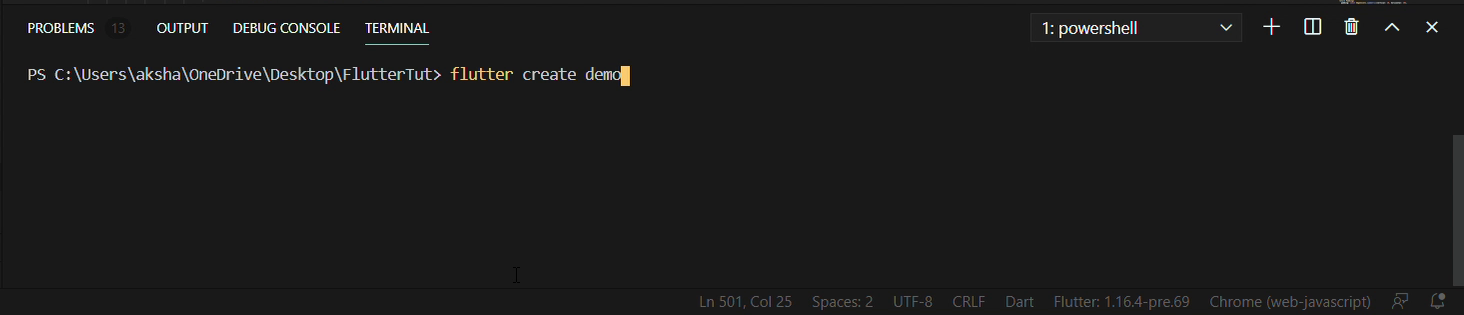 PROBLEMS 13 OUTPUT DEBUG CONSOLE TERMINAL 1: powershell
PS C:\Users\aksha\OneDrive\Desktop\FlutterTut> flutter create demo
Ln 501, Col 25 Spaces: 2 UTF-8 CRLF Dart Flutter: 1.16.4-pre.69 Chrome (web-javascript)